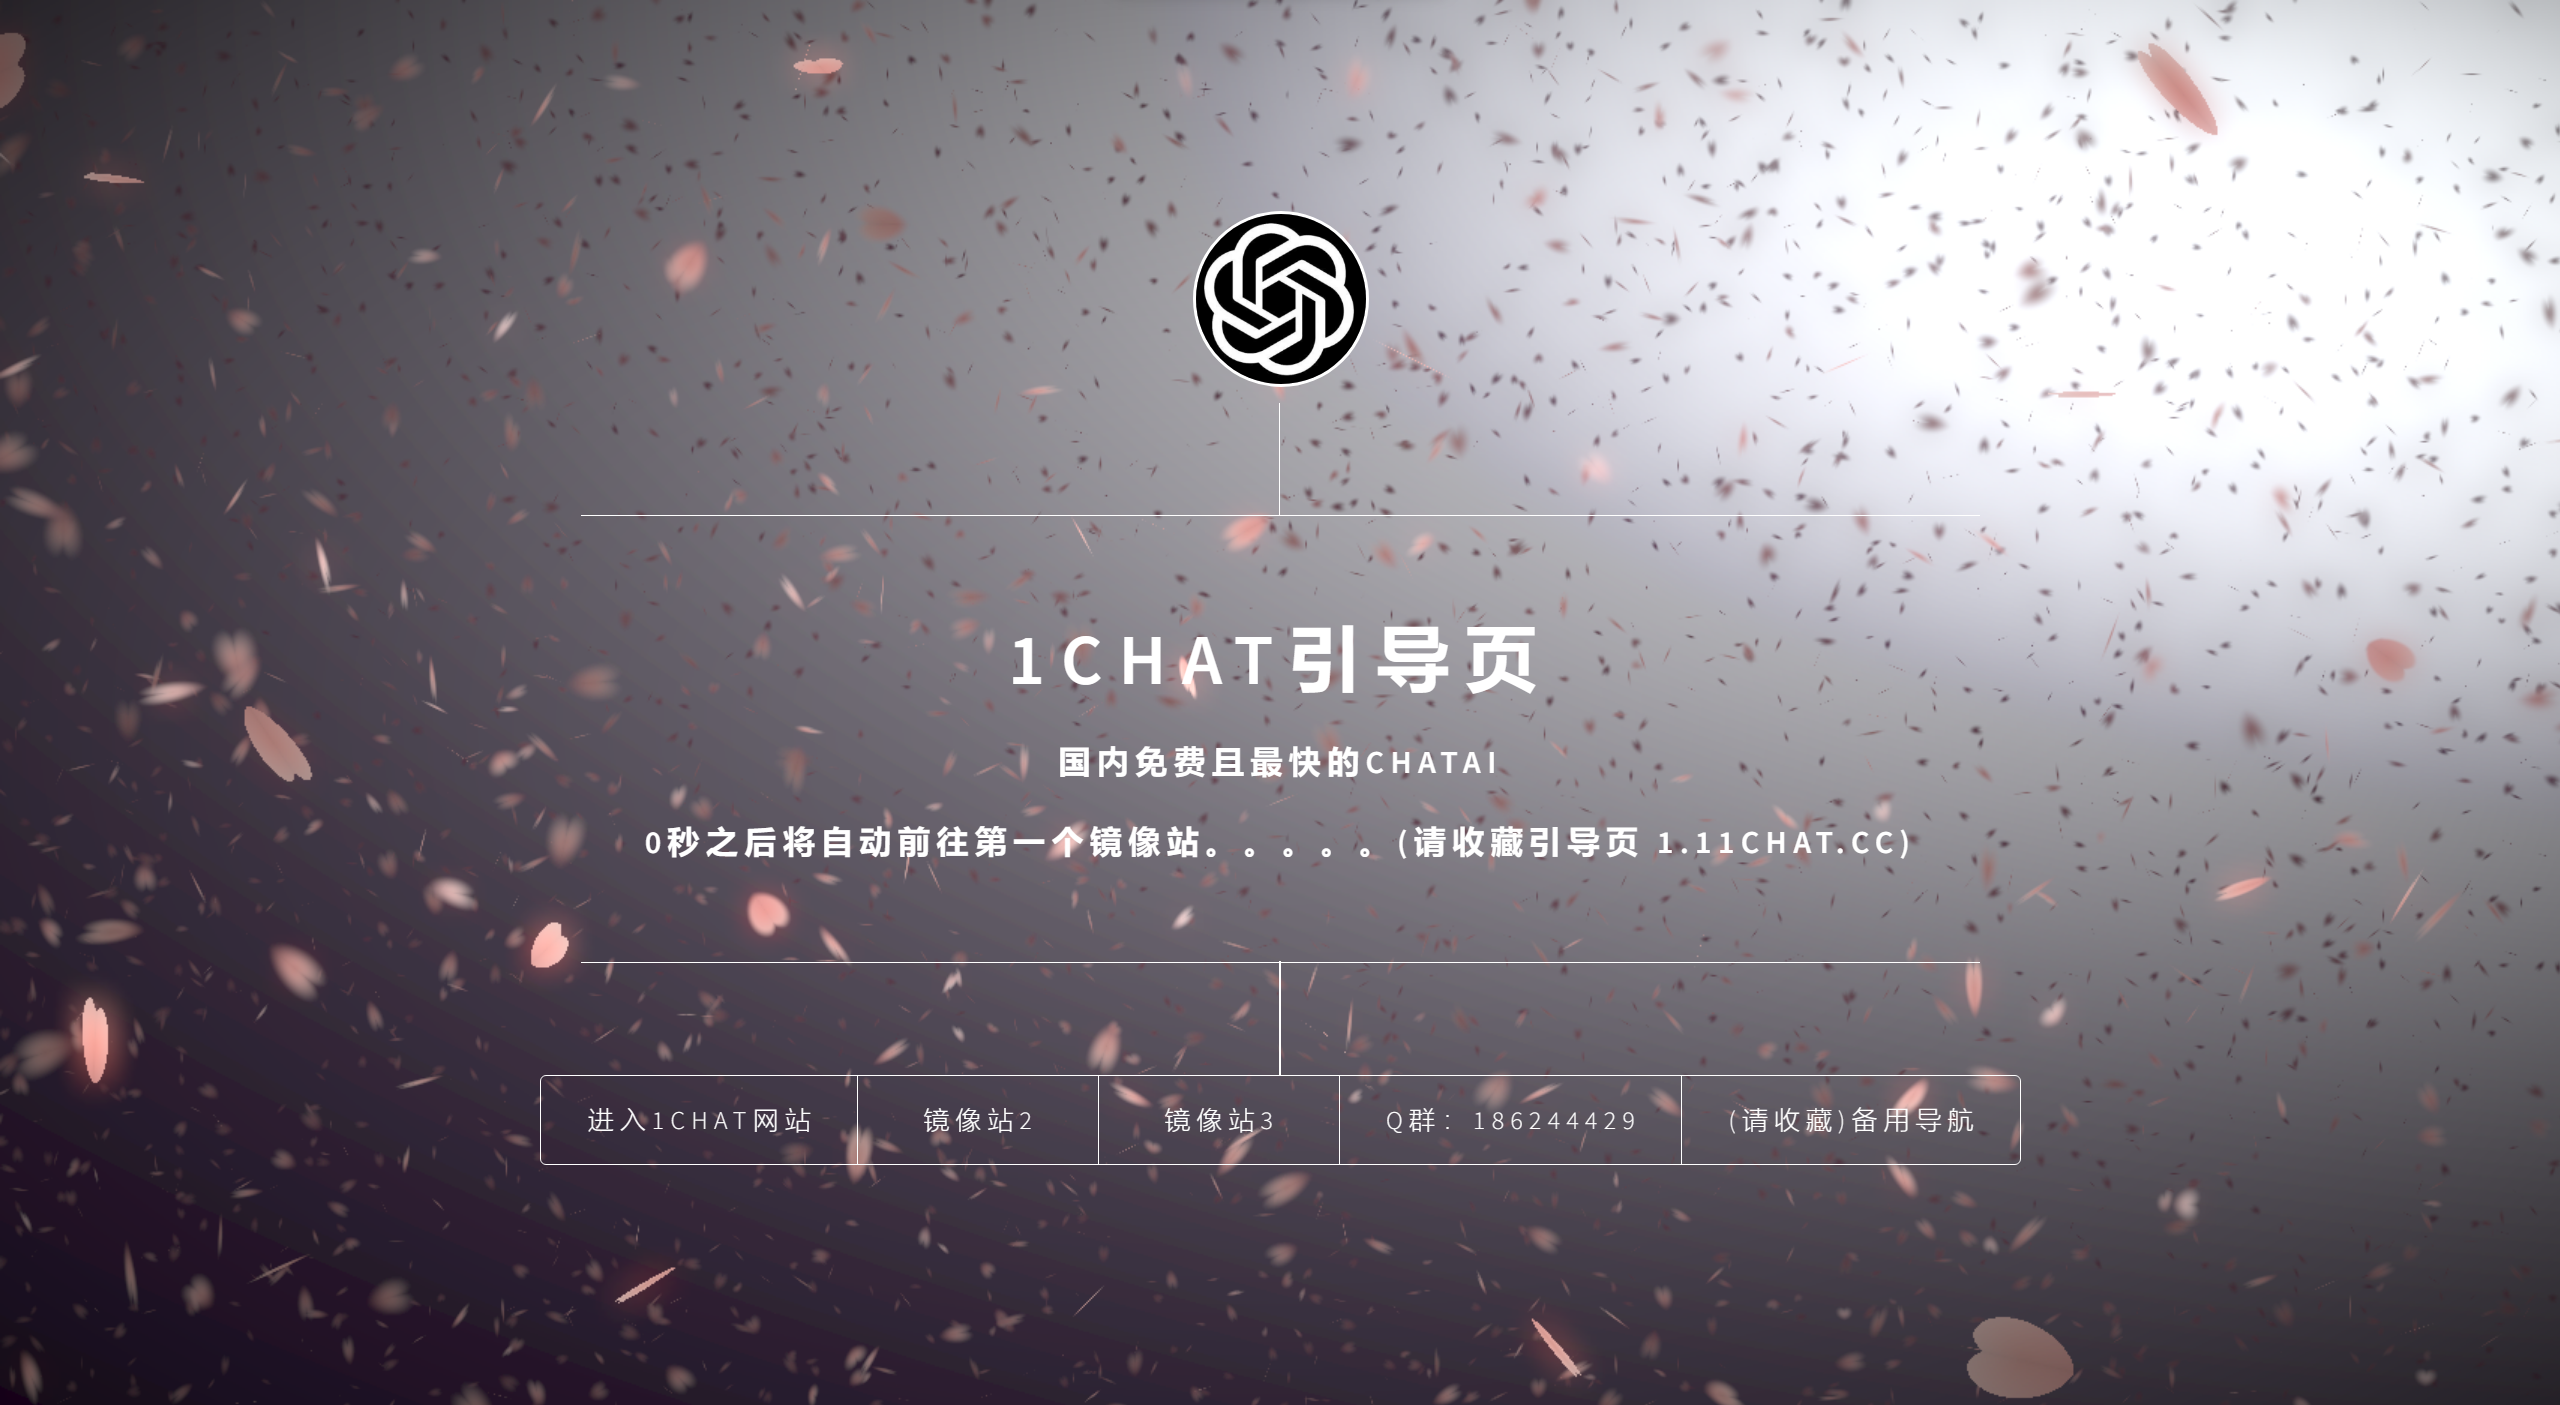 1CHAT引导页
国内免费且最快的CHATAI
0秒之后将自动前往第一个镜像站。。。。。(请收藏引导页 1.11CHAT.CC)
进入1CHAT网站
镜像站2
镜像站3
Q群：186244429
(请收藏)备用导航